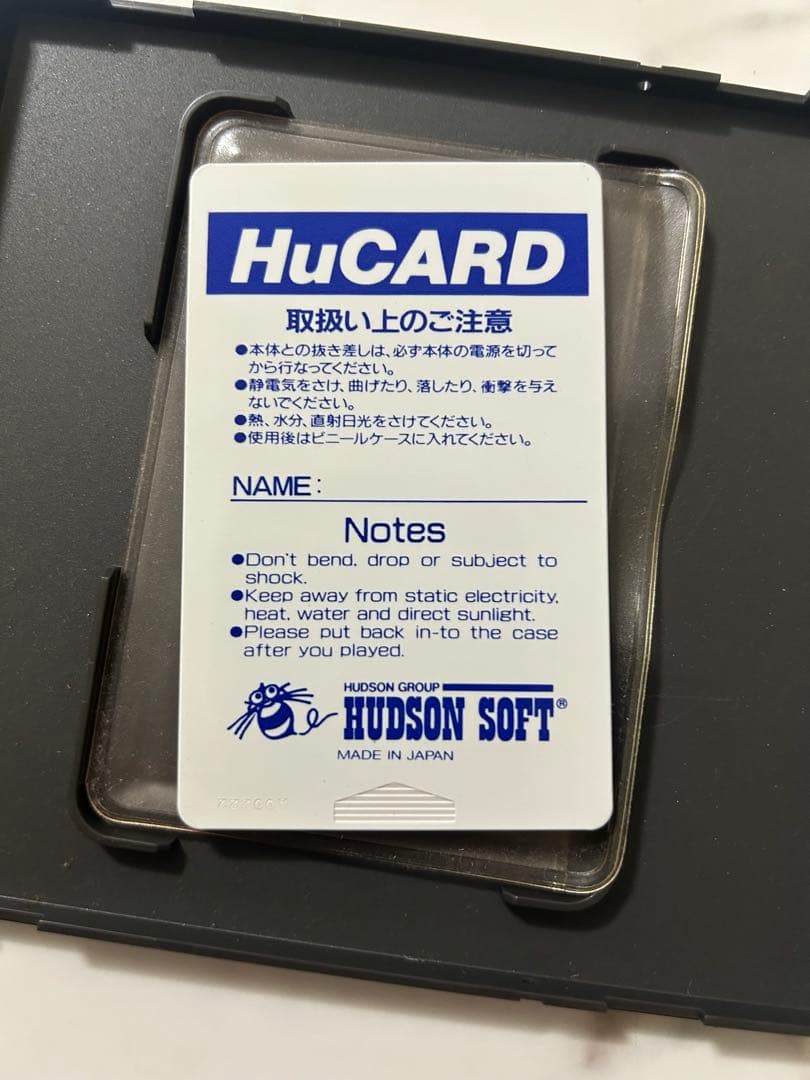 HuCARD
取扱い上のご注意
●本体との抜き差しは、必ず本体の電源を切って
から行なってください。
●静電気をさけ、曲げたり、落したり、衝撃を与え
ないでください。
●熱、水分、直射日光をさけてください。
●使用後はビニールケースに入れてください。
NAME:
Notes
●Don't bend, drop or subject to
shock.
●Keep away from static electricity,
heat, water and direct sunlight.
●Please put back in-to the case
after you played.
HUDSON GROUP
HUDSON SOFT®
MADE IN JAPAN